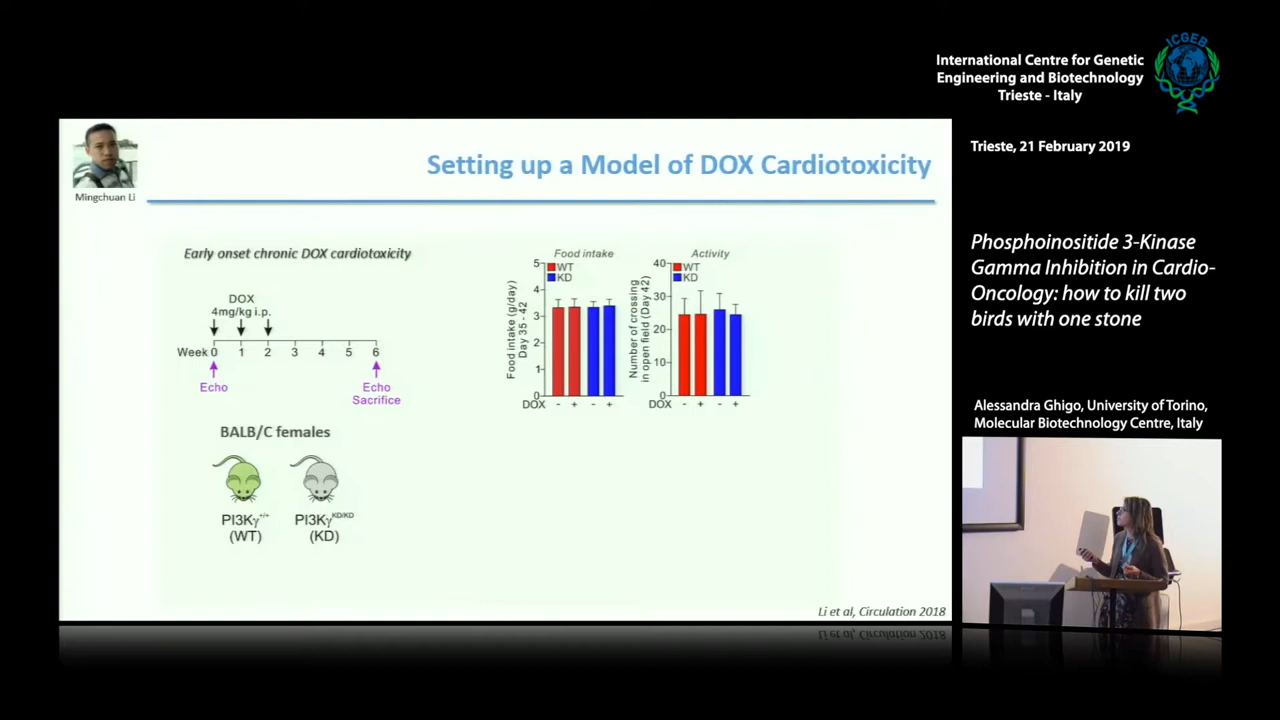 ICGEB
International Centre for Genetic
Engineering and Biotechnology
Trieste - Italy
Trieste, 21 February 2019
Phosphoinositide 3-Kinase
Gamma Inhibition in Cardio-
Oncology: how to kill two
birds with one stone
Alessandra Ghigo, University of Torino,
Molecular Biotechnology Centre, Italy
Mingchuan Li
Setting up a Model of DOX Cardiotoxicity
Early onset chronic DOX cardiotoxicity
DOX
4mg/kg i.p.
Week 0 1 2 3 4 5 6
Echo
Echo
Sacrifice
BALB/C females
PI3Kγ+/+
(WT)
PI3KγKD/KD
(KD)
Food intake
WT
KD
Food intake (g/day)
Day 35 - 42
5
4
3
2
1
0
DOX - + - +
Activity
WT
KD
Number of crossing
in open field (Day 42)
40
30
20
10
0
DOX - + - +
Li et al, Circulation 2018